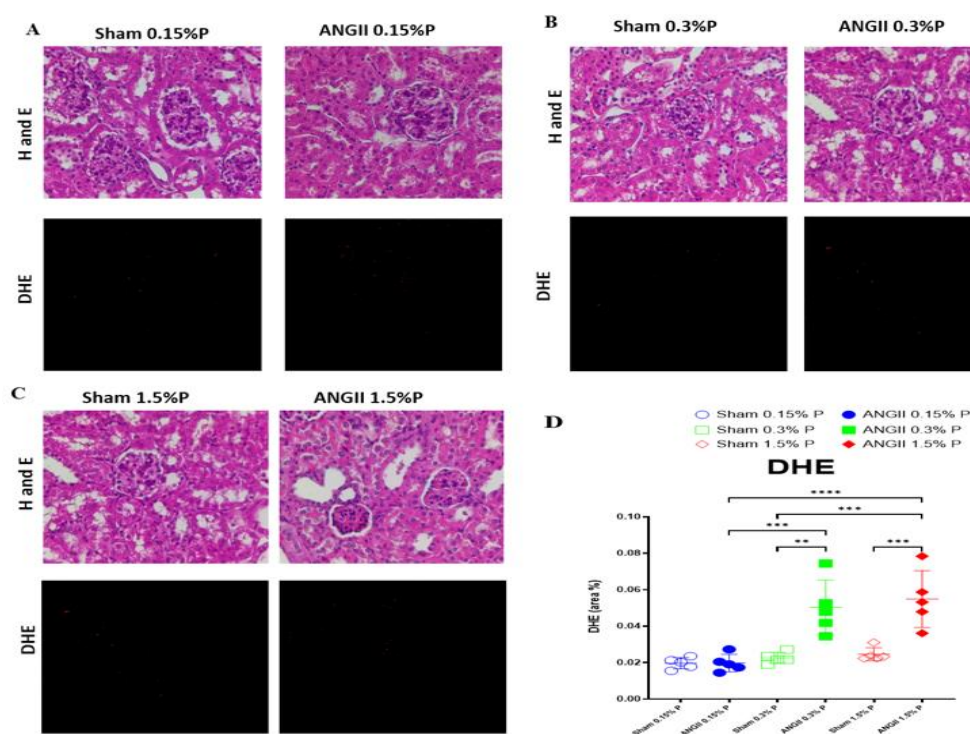 A
Sham 0.15%P
ANGII 0.15%P
H and E
DHE
B
Sham 0.3%P
ANGII 0.3%P
H and E
DHE
C
Sham 1.5%P
ANGII 1.5%P
H and E
DHE
D
Sham 0.15% P
ANGII 0.15% P
Sham 0.3% P
ANGII 0.3% P
Sham 1.5% P
ANGII 1.5% P
DHE
****
***
***
**
***
DHE (area %)
0.10
0.08
0.06
0.04
0.02
0.00
Sham 0.15% P
ANGII 0.15% P
Sham 0.3% P
ANGII 0.3% P
Sham 1.5% P
ANGII 1.5% P